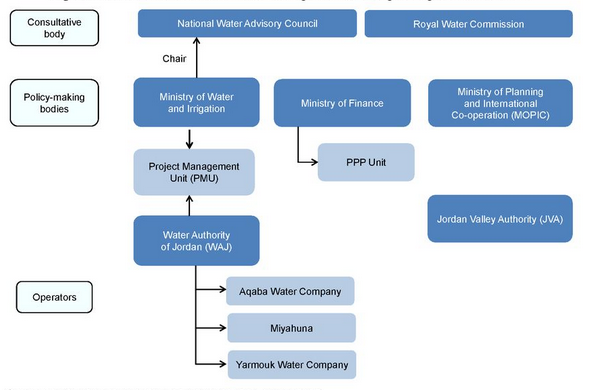 Consultative
body
National Water Advisory Council
Royal Water Commission
Chair
Policy-making
bodies
Ministry of Water
and Irrigation
Ministry of Finance
Ministry of Planning
and International
Co-operation (MOPIC)
Project Management
Unit (PMU)
PPP Unit
Water Authority
of Jordan (WAJ)
Jordan Valley Authority (JVA)
Operators
Aqaba Water Company
Miyahuna
Yarmouk Water Company